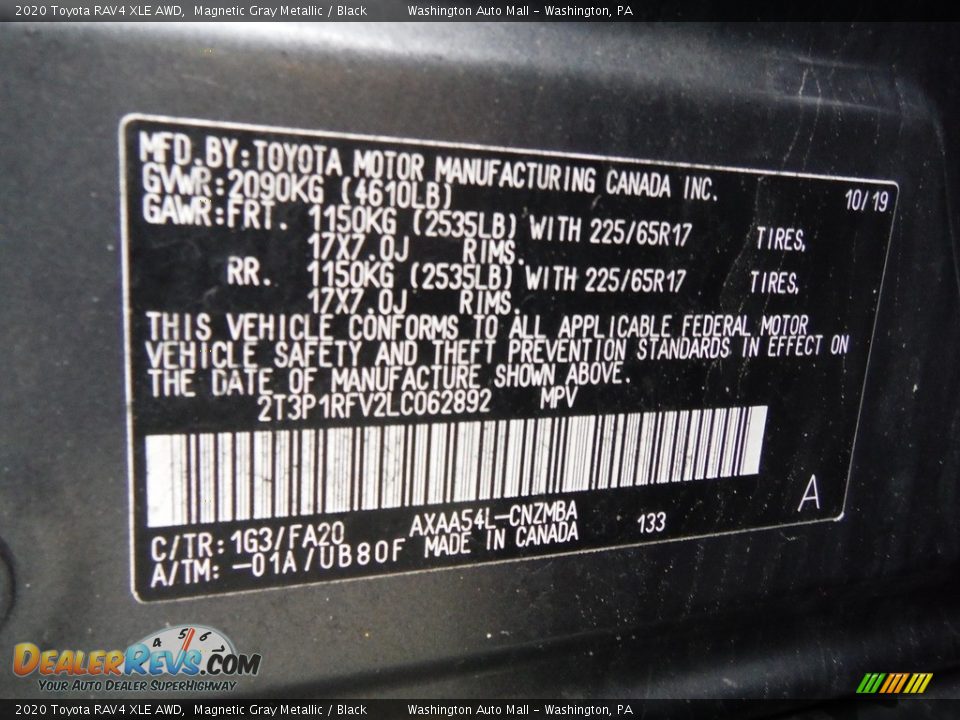 2020 Toyota RAV4 XLE AWD, Magnetic Gray Metallic / Black Washington Auto Mall - Washington, PA
MFD.BY:TOYOTA MOTOR MANUFACTURING CANADA INC.
GVWR:2090KG (4610LB) 10/19
GAWR:FRT. 1150KG (2535LB) WITH 225/65R17 TIRES,
17X7.0J RIMS.
RR. 1150KG (2535LB) WITH 225/65R17 TIRES,
17X7.0J RIMS.
THIS VEHICLE CONFORMS TO ALL APPLICABLE FEDERAL MOTOR
VEHICLE SAFETY AND THEFT PREVENTION STANDARDS IN EFFECT ON
THE DATE OF MANUFACTURE SHOWN ABOVE.
2T3P1RFV2LC062892 MPV
A
C/TR:1G3/FA20 AXAA54L-CNZMBA 133
A/TM:-01A/UB80F MADE IN CANADA
4 5 6
DEALERREVS.COM
YOUR AUTO DEALER SUPERHIGHWAY
2020 Toyota RAV4 XLE AWD, Magnetic Gray Metallic / Black Washington Auto Mall - Washington, PA